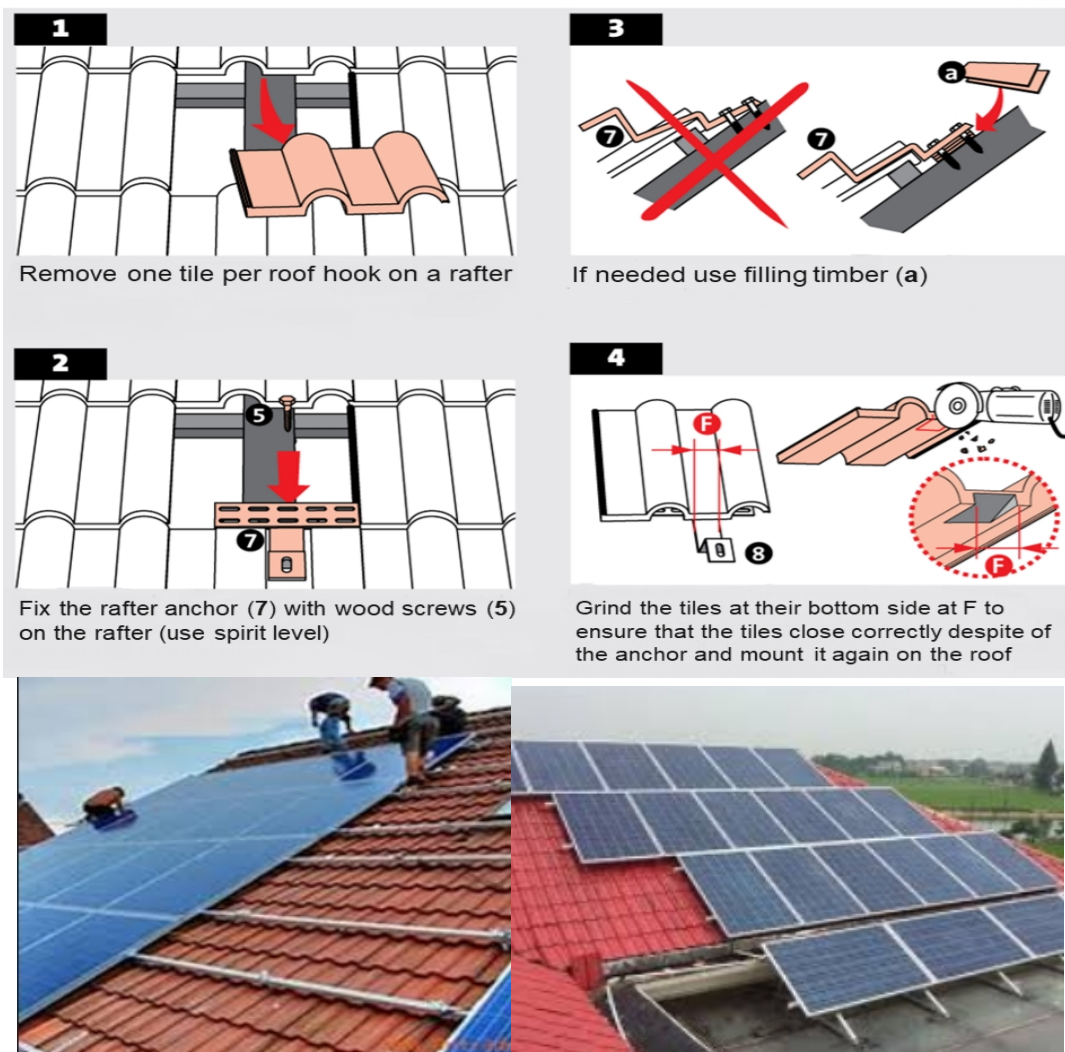 1
Remove one tile per roof hook on a rafter
2
5
7
Fix the rafter anchor (7) with wood screws (5)
on the rafter (use spirit level)
3
7
a
7
If needed use filling timber (a)
4
F
8
F
Grind the tiles at their bottom side at F to
ensure that the tiles close correctly despite of
the anchor and mount it again on the roof